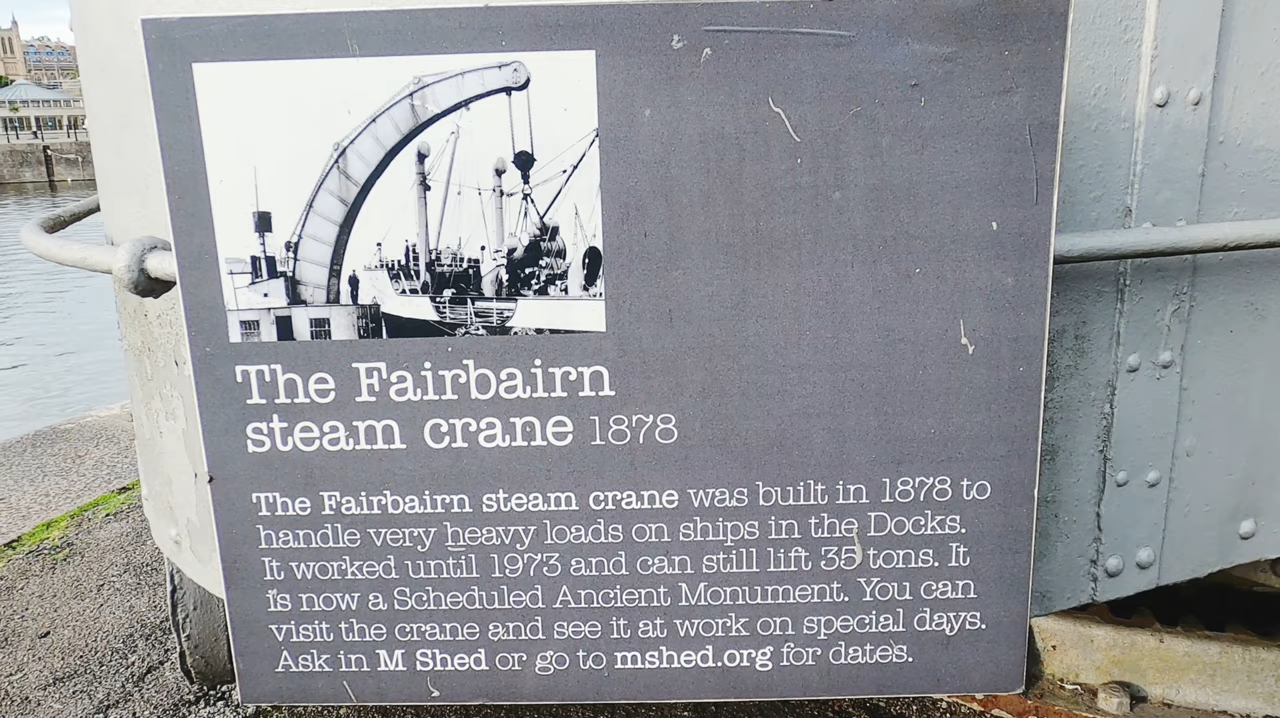 The Fairbairn
steam crane 1878
The Fairbairn steam crane was built in 1878 to
handle very heavy loads on ships in the Docks.
It worked until 1973 and can still lift 35 tons. It
is now a Scheduled Ancient Monument. You can
visit the crane and see it at work on special days.
Ask in M Shed or go to mshed.org for dates.